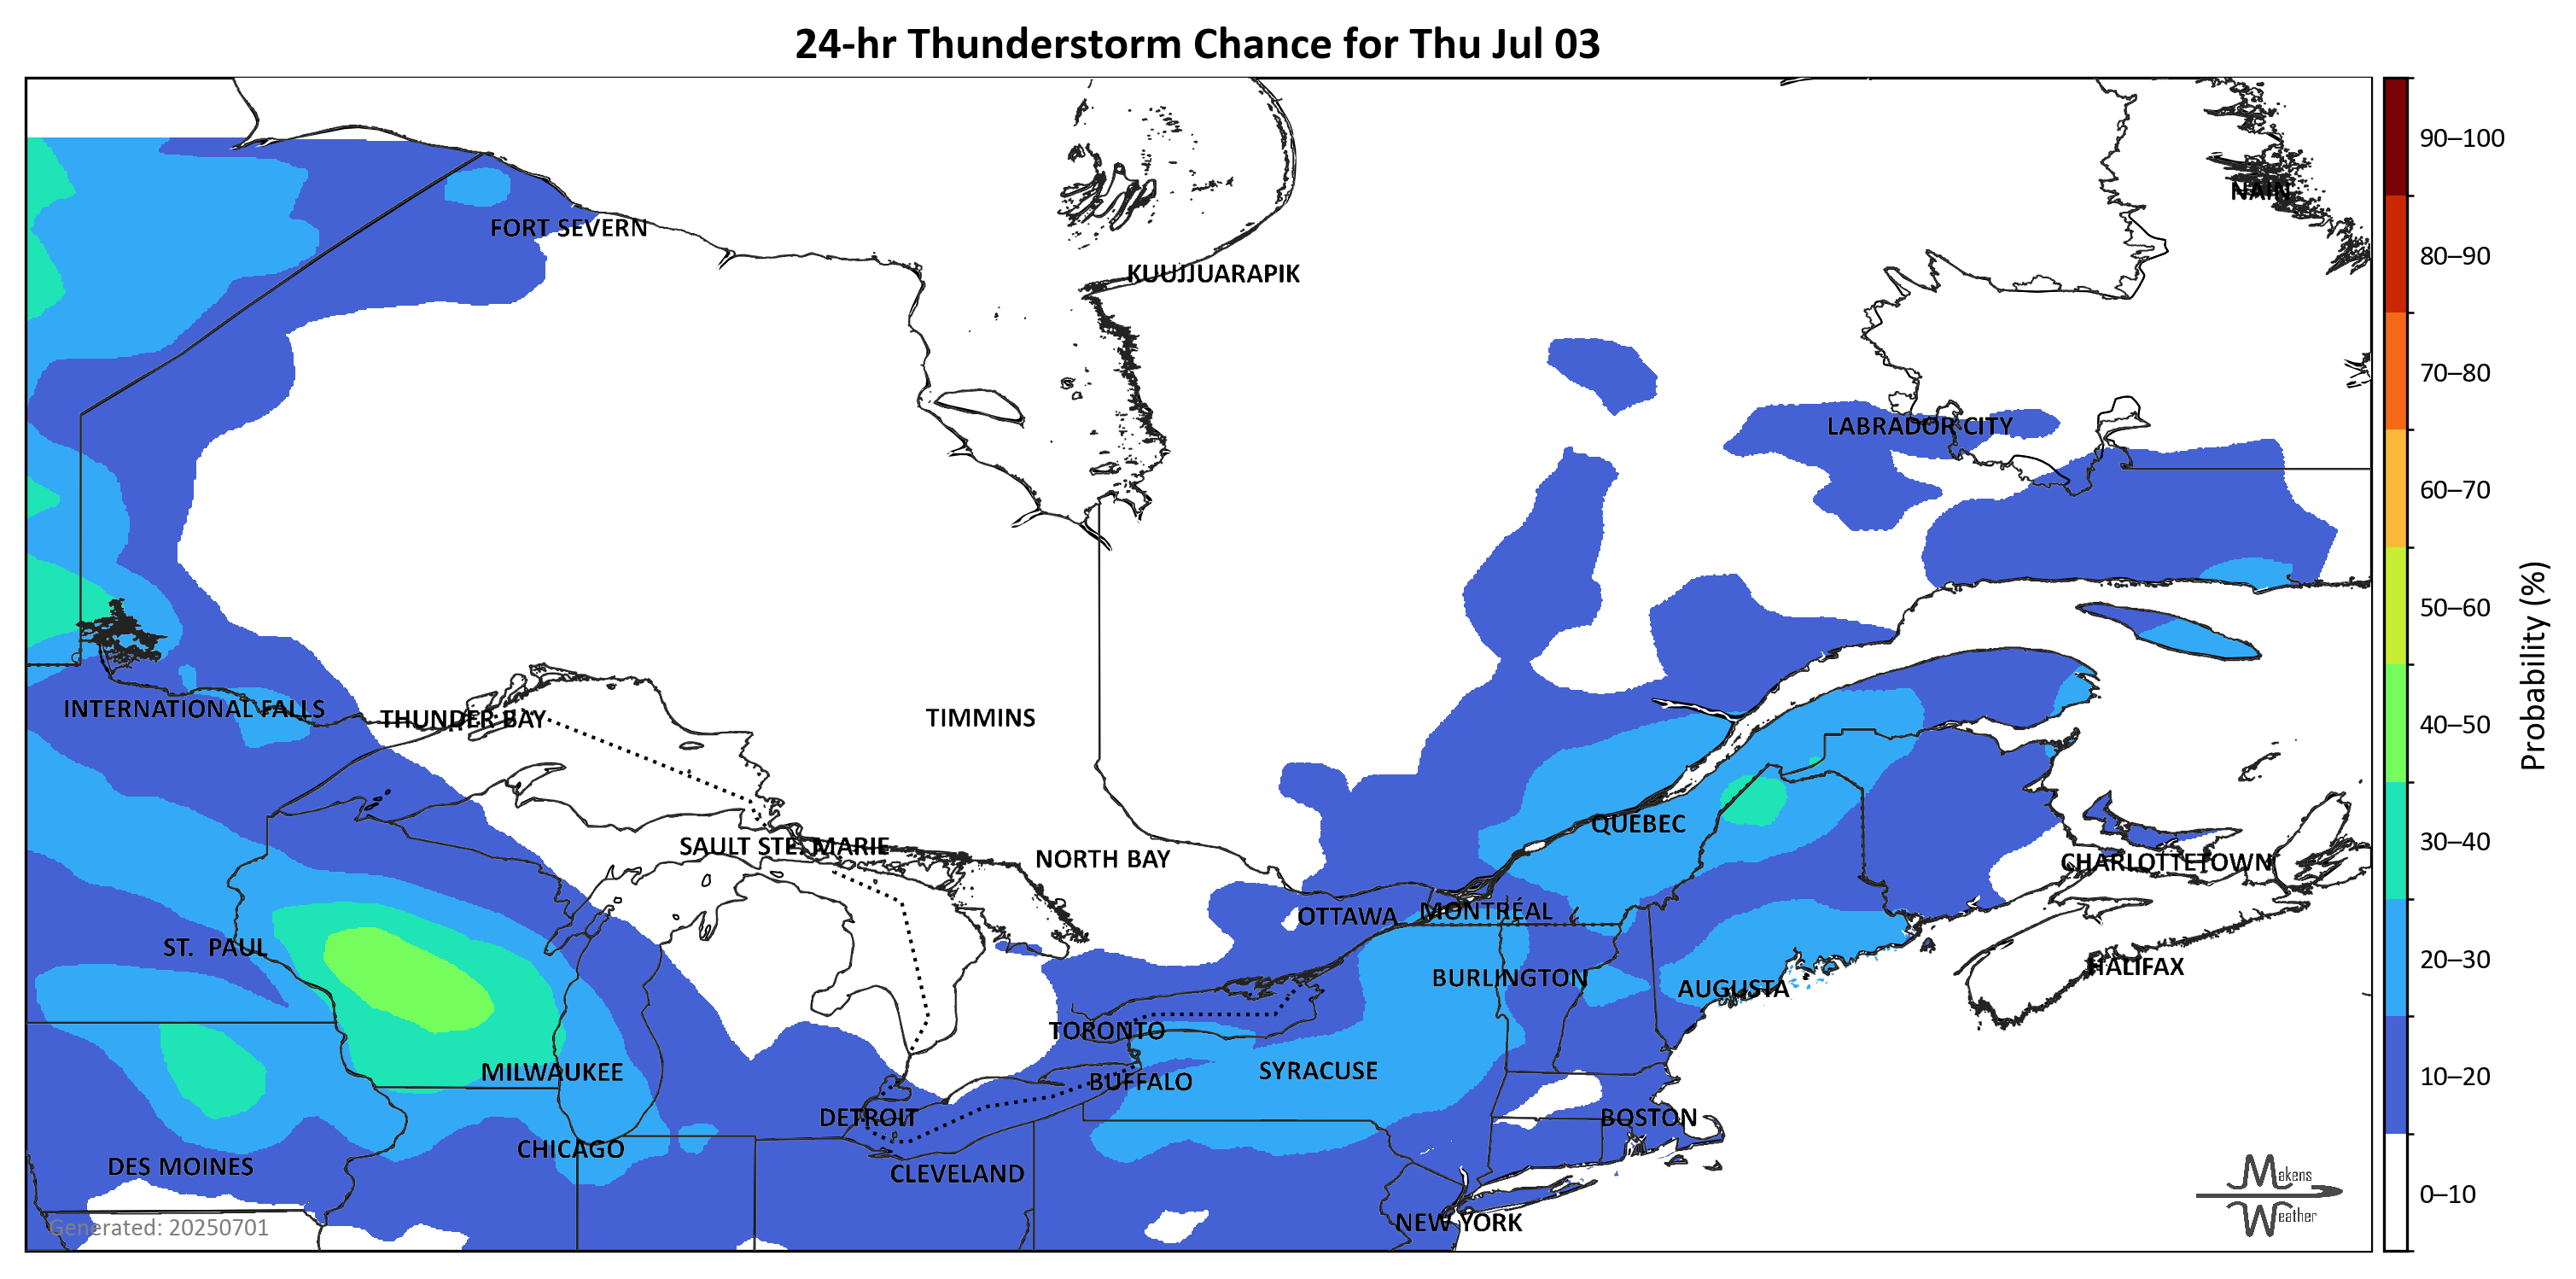 24-hr Thunderstorm Chance for Thu Jul 03
90–100
NAIN
FORT SEVERN
80–90
KUUJJUARAPIK
70–80
LABRADOR CITY
60–70
50–60
Probability (%)
INTERNATIONAL FALLS
THUNDER BAY
TIMMINS
40–50
QUEBEC
30–40
SAULT STE. MARIE
NORTH BAY
CHARLOTTETOWN
OTTAWA
MONTRÉAL
ST. PAUL
20–30
HALIFAX
BURLINGTON
AUGUSTA
TORONTO
MILWAUKEE
SYRACUSE
10–20
BUFFALO
DETROIT
BOSTON
CHICAGO
DES MOINES
CLEVELAND
Makens
Weather
0–10
NEW YORK
Generated: 20250701